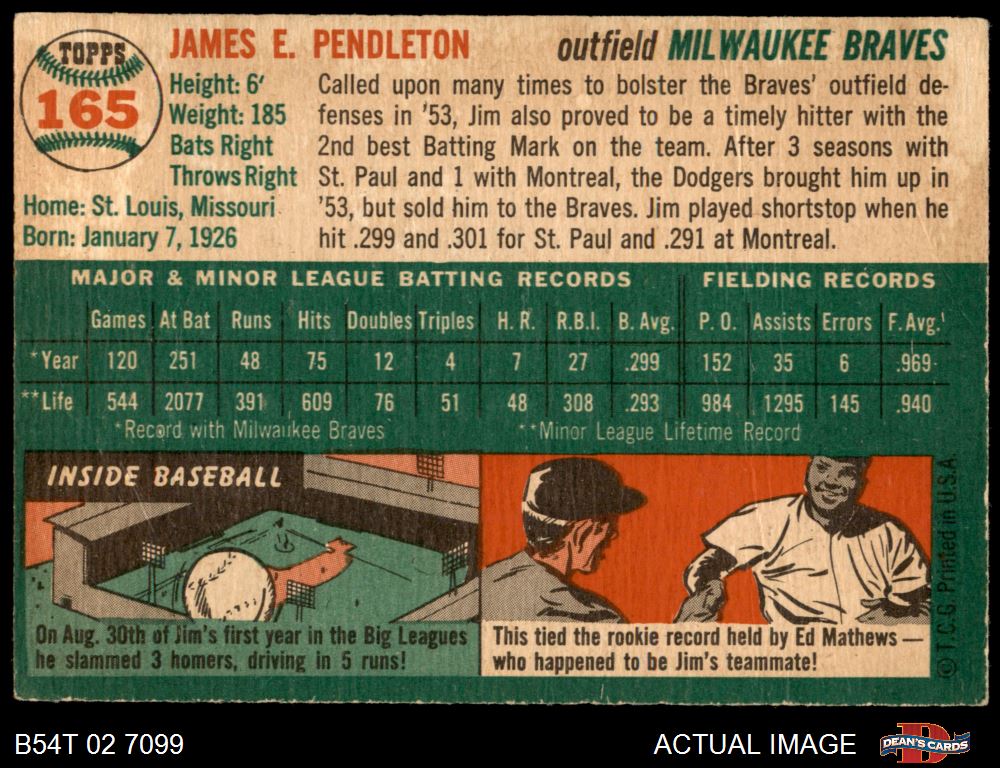 TOPPS
165
JAMES E. PENDLETON outfield MILWAUKEE BRAVES
Height: 6'
Weight: 185
Bats Right
Throws Right
Home: St. Louis, Missouri
Born: January 7, 1926
Called upon many times to bolster the Braves' outfield de-
fenses in '53, Jim also proved to be a timely hitter with the
2nd best Batting Mark on the team. After 3 seasons with
St. Paul and 1 with Montreal, the Dodgers brought him up in
'53, but sold him to the Braves. Jim played shortstop when he
hit .299 and .301 for St. Paul and .291 at Montreal.
MAJOR & MINOR LEAGUE BATTING RECORDS FIELDING RECORDS
Games At Bat Runs Hits Doubles Triples H. R. R.B.I. B. Avg. P. O. Assists Errors F. Avg.
*Year 120 251 48 75 12 4 7 27 .299 152 35 6 .969
**Life 544 2077 391 609 76 51 48 308 .293 984 1295 145 .940
*Record with Milwaukee Braves **Minor League Lifetime Record
INSIDE BASEBALL
On Aug. 30th of Jim's first year in the Big Leagues
he slammed 3 homers, driving in 5 runs!
This tied the rookie record held by Ed Mathews —
who happened to be Jim's teammate!
© T.C.G. Printed in U.S.A.
B54T 02 7099
ACTUAL IMAGE
DEAN'S CARDS